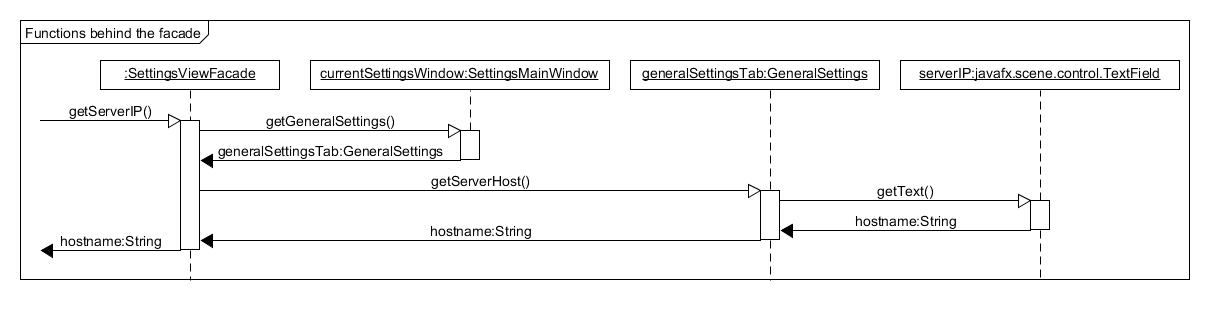 Functions behind the facade
:SettingsViewFacade
currentSettingsWindow:SettingsMainWindow
generalSettingsTab:GeneralSettings
serverIP:javafx.scene.control.TextField
getServerIP()
getGeneralSettings()
generalSettingsTab:GeneralSettings
getServerHost()
getText()
hostname:String
hostname:String
hostname:String